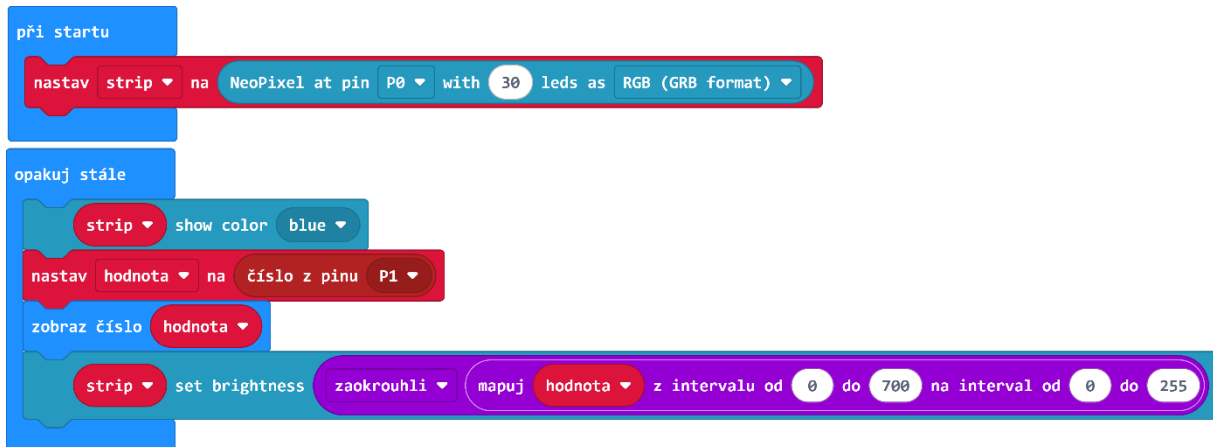 při startu
nastav strip na NeoPixel at pin P0 with 30 leds as RGB (GRB format)
opakuj stále
strip show color blue
nastav hodnota na číslo z pinu P1
zobraz číslo hodnota
strip set brightness zaokrouhli mapuj hodnota z intervalu od 0 do 700 na interval od 0 do 255